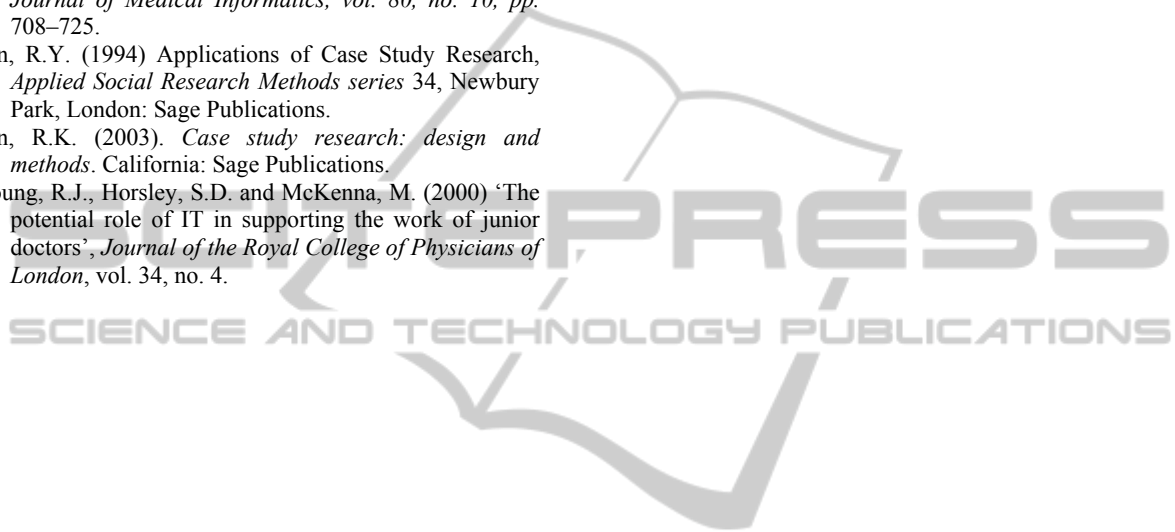 Journal of Medical Informatics, vol. 80, no. 10, pp.
708–725.
n, R.Y. (1994) Applications of Case Study Research,
Applied Social Research Methods series 34, Newbury
Park, London: Sage Publications.
n, R.K. (2003). Case study research: design and
methods. California: Sage Publications.
oung, R.J., Horsley, S.D. and McKenna, M. (2000) ‘The
potential role of IT in supporting the work of junior
doctors’, Journal of the Royal College of Physicians of
London, vol. 34, no. 4.
SCITEPRESS
SCIENCE AND TECHNOLOGY PUBLICATIONS